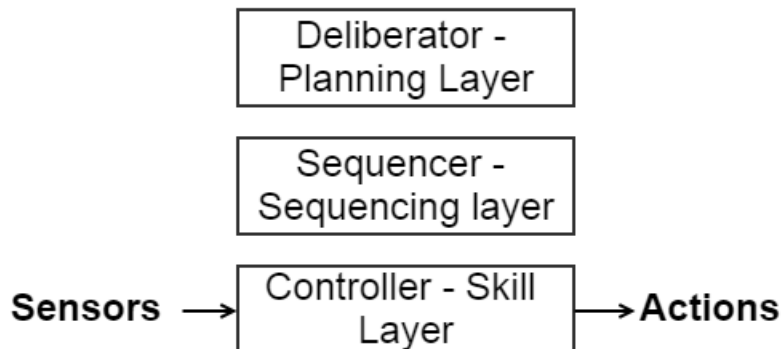 Deliberator -
Planning Layer
Sequencer -
Sequencing layer
Sensors
Controller - Skill
Layer
Actions